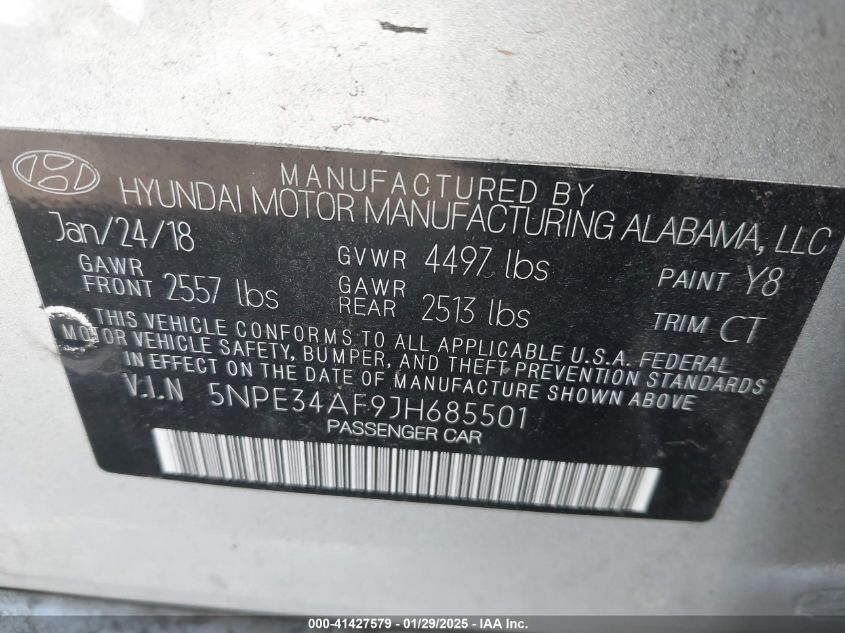 MANUFACTURED BY
HYUNDAI MOTOR MANUFACTURING ALABAMA, LLC
Jan/24/18 GVWR 4497 lbs PAINT Y8
GAWR FRONT 2557 lbs GAWR REAR 2513 lbs TRIM CT
THIS VEHICLE CONFORMS TO ALL APPLICABLE U.S.A. FEDERAL
MOTOR VEHICLE SAFETY, BUMPER, AND THEFT PREVENTION STANDARDS
IN EFFECT ON THE DATE OF MANUFACTURE SHOWN ABOVE
V.I.N 5NPE34AF9JH685501
PASSENGER CAR
000-41427579 — 01/29/2025 — IAA Inc.